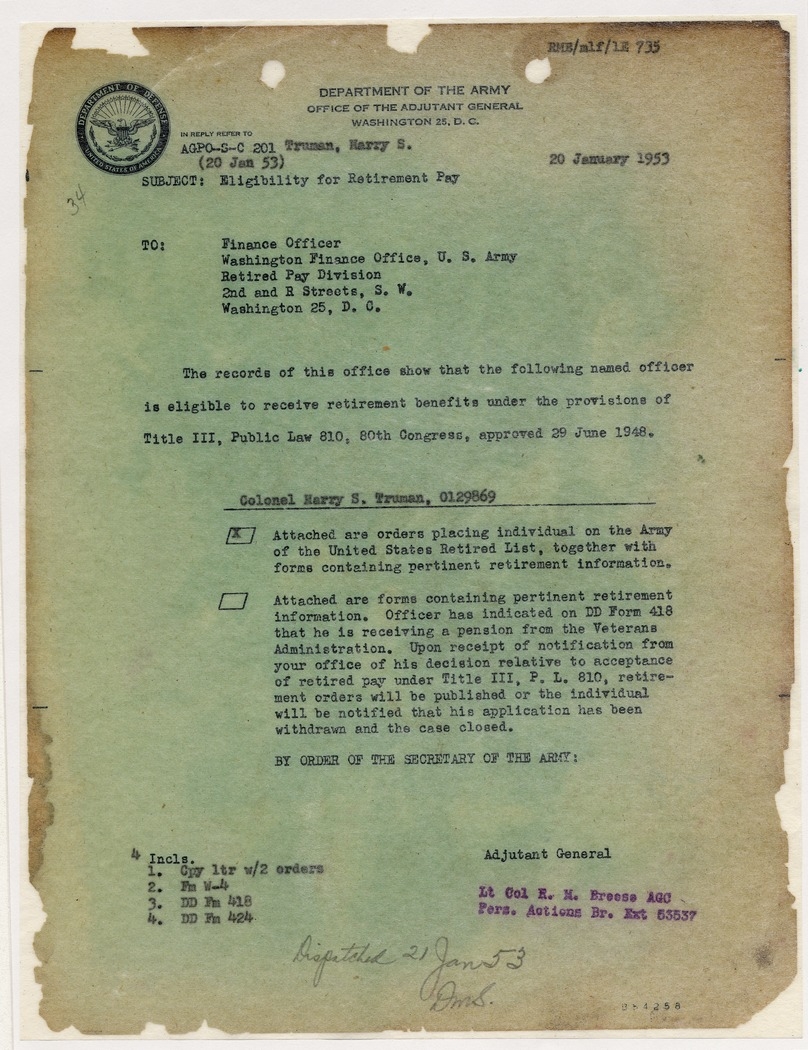 RMB/mlf/1E 735
DEPARTMENT OF DEFENSE
UNITED STATES OF AMERICA
DEPARTMENT OF THE ARMY
OFFICE OF THE ADJUTANT GENERAL
WASHINGTON 25, D. C.
IN REPLY REFER TO
AGPO-S-C 201 Truman, Harry S.
(20 Jan 53)
20 January 1953
SUBJECT: Eligibility for Retirement Pay
34
TO: Finance Officer
Washington Finance Office, U. S. Army
Retired Pay Division
2nd and R Streets, S. W.
Washington 25, D. C.
The records of this office show that the following named officer
is eligible to receive retirement benefits under the provisions of
Title III, Public Law 810, 80th Congress, approved 29 June 1948.
Colonel Harry S. Truman, O129869
X Attached are orders placing individual on the Army
of the United States Retired List, together with
forms containing pertinent retirement information.
Attached are forms containing pertinent retirement
information. Officer has indicated on DD Form 418
that he is receiving a pension from the Veterans
Administration. Upon receipt of notification from
your office of his decision relative to acceptance
of retired pay under Title III, P. L. 810, retire-
ment orders will be published or the individual
will be notified that his application has been
withdrawn and the case closed.
BY ORDER OF THE SECRETARY OF THE ARMY:
4 Incls.
1. Cpy ltr w/2 orders
2. Fm W-4
3. DD Fm 418
4. DD Fm 424
Adjutant General
Lt Col R. M. Breese AGC
Pers. Actions Br. Ext 53537
Dispatched 21 Jan 53
DMS.